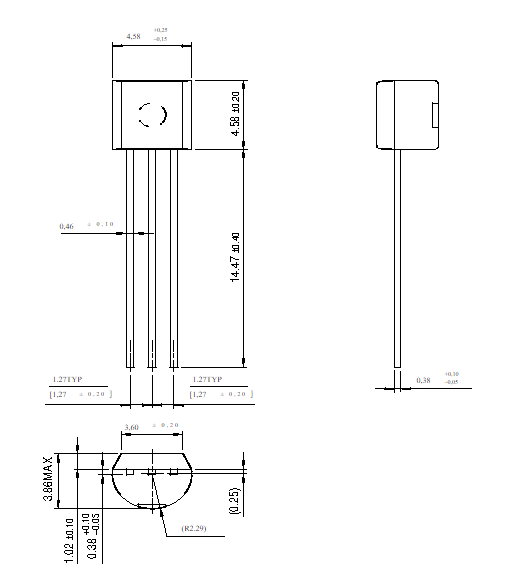 4.58 +0.25
-0.15
4.58 ±0.20
0.46 ± 0.10
14.47 ±0.40
1.27TYP
[1.27 ± 0.20 ]
1.27TYP
[1.27 ± 0.20 ]
0.38 +0.10
-0.05
3.60 ± 0.20
3.86MAX
(0.25)
1.02 ±0.10
0.38 +0.10
-0.05
(R2.29)